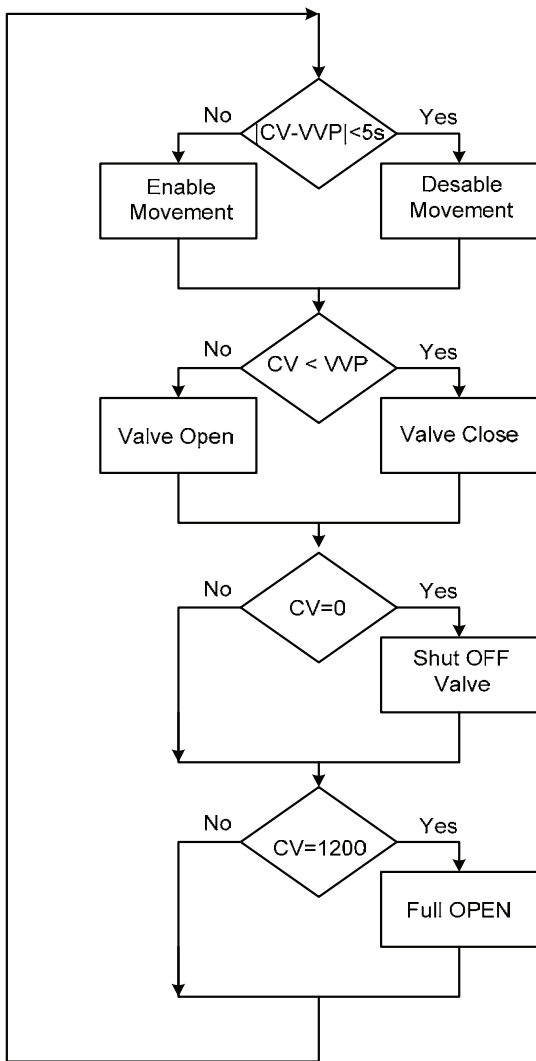 |CV-VVP|<5s
No
Yes
Enable
Movement
Desable
Movement
CV < VVP
No
Yes
Valve Open
Valve Close
CV=0
No
Yes
Shut OFF
Valve
CV=1200
No
Yes
Full OPEN